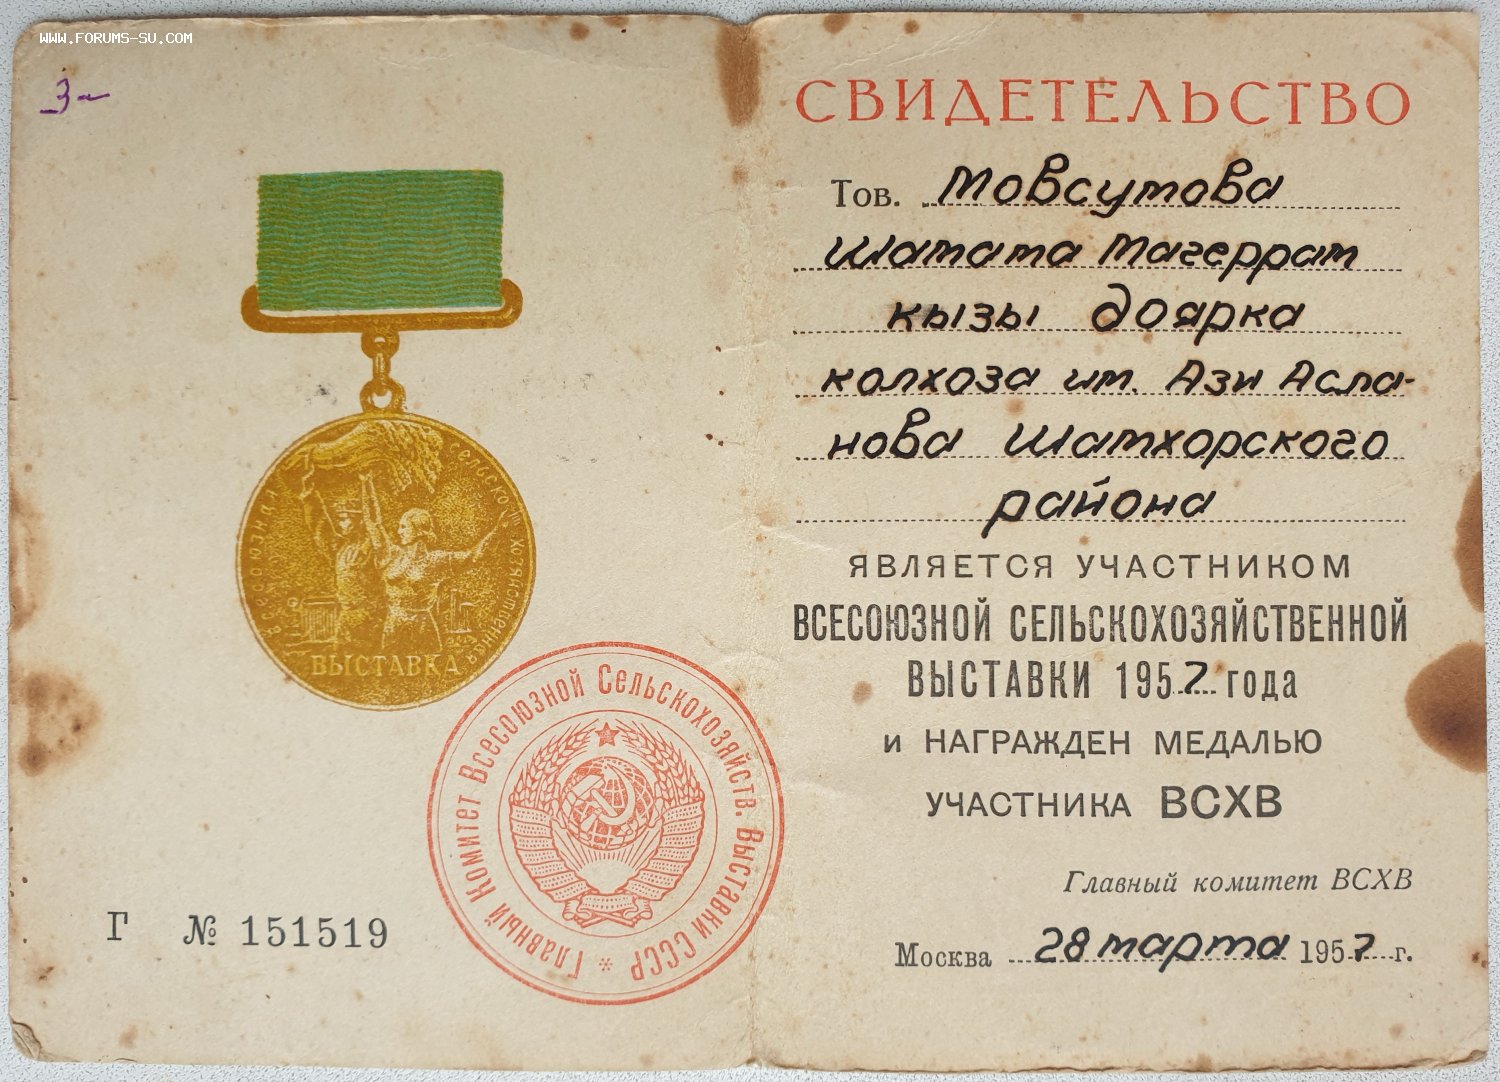 www.forums-su.com
3-
ВСЕСОЮЗНАЯ СЕЛЬСКОХОЗЯЙСТВЕННАЯ
ВЫСТАВКА
Главный Комитет Всесоюзной Сельскохозяйств. Выставки СССР *
Г № 151519
СВИДЕТЕЛЬСТВО
Тов. Мовсумова
Шамама Магеррам
кызы доярка
колхоза им. Ази Асла-
нова Шамхорского
района
ЯВЛЯЕТСЯ УЧАСТНИКОМ
ВСЕСОЮЗНОЙ СЕЛЬСКОХОЗЯЙСТВЕННОЙ
ВЫСТАВКИ 1957 года
И НАГРАЖДЕН МЕДАЛЬЮ
УЧАСТНИКА ВСХВ
Главный комитет ВСХВ
Москва 28 марта 1957 г.